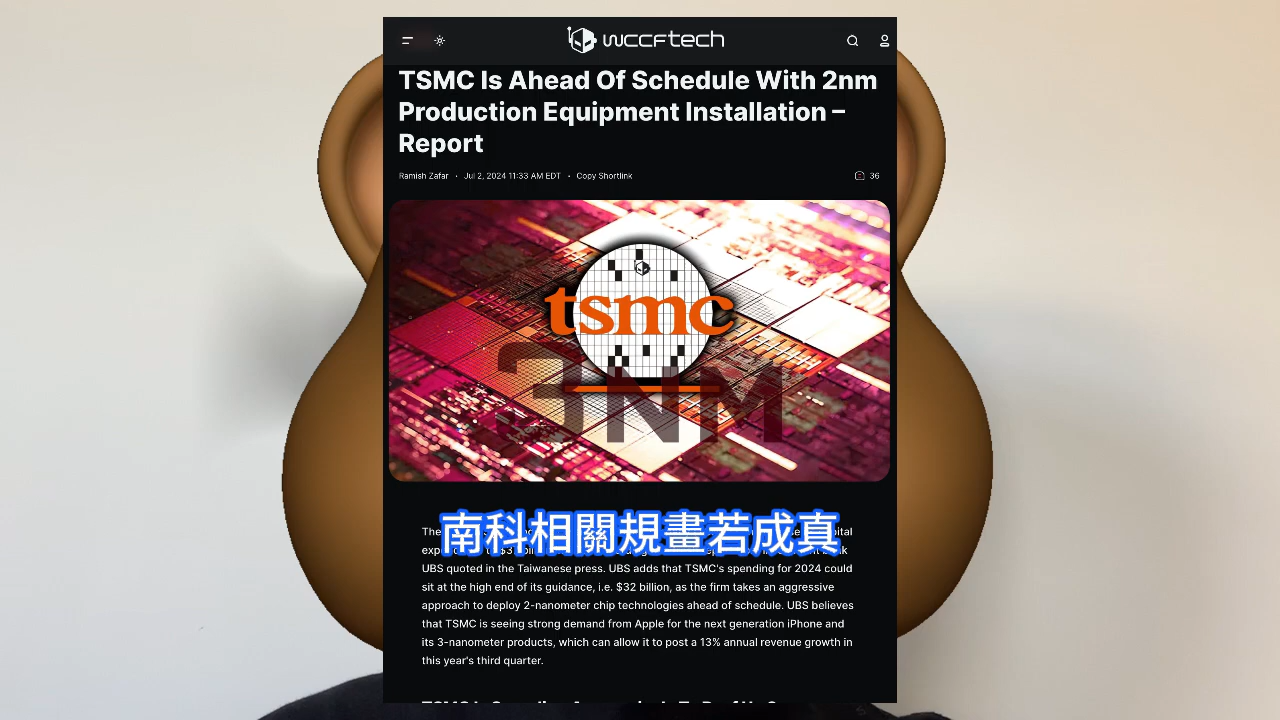 wccftech
TSMC Is Ahead Of Schedule With 2nm
Production Equipment Installation –
Report
Ramish Zafar • Jul 2, 2024 11:33 AM EDT • Copy Shortlink
36
tsmc
3NM
南科相關規畫若成真
UBS quoted in the Taiwanese press. UBS adds that TSMC's spending for 2024 could
sit at the high end of its guidance, i.e. $32 billion, as the firm takes an aggressive
approach to deploy 2-nanometer chip technologies ahead of schedule. UBS believes
that TSMC is seeing strong demand from Apple for the next generation iPhone and
its 3-nanometer products, which can allow it to post a 13% annual revenue growth in
this year's third quarter.